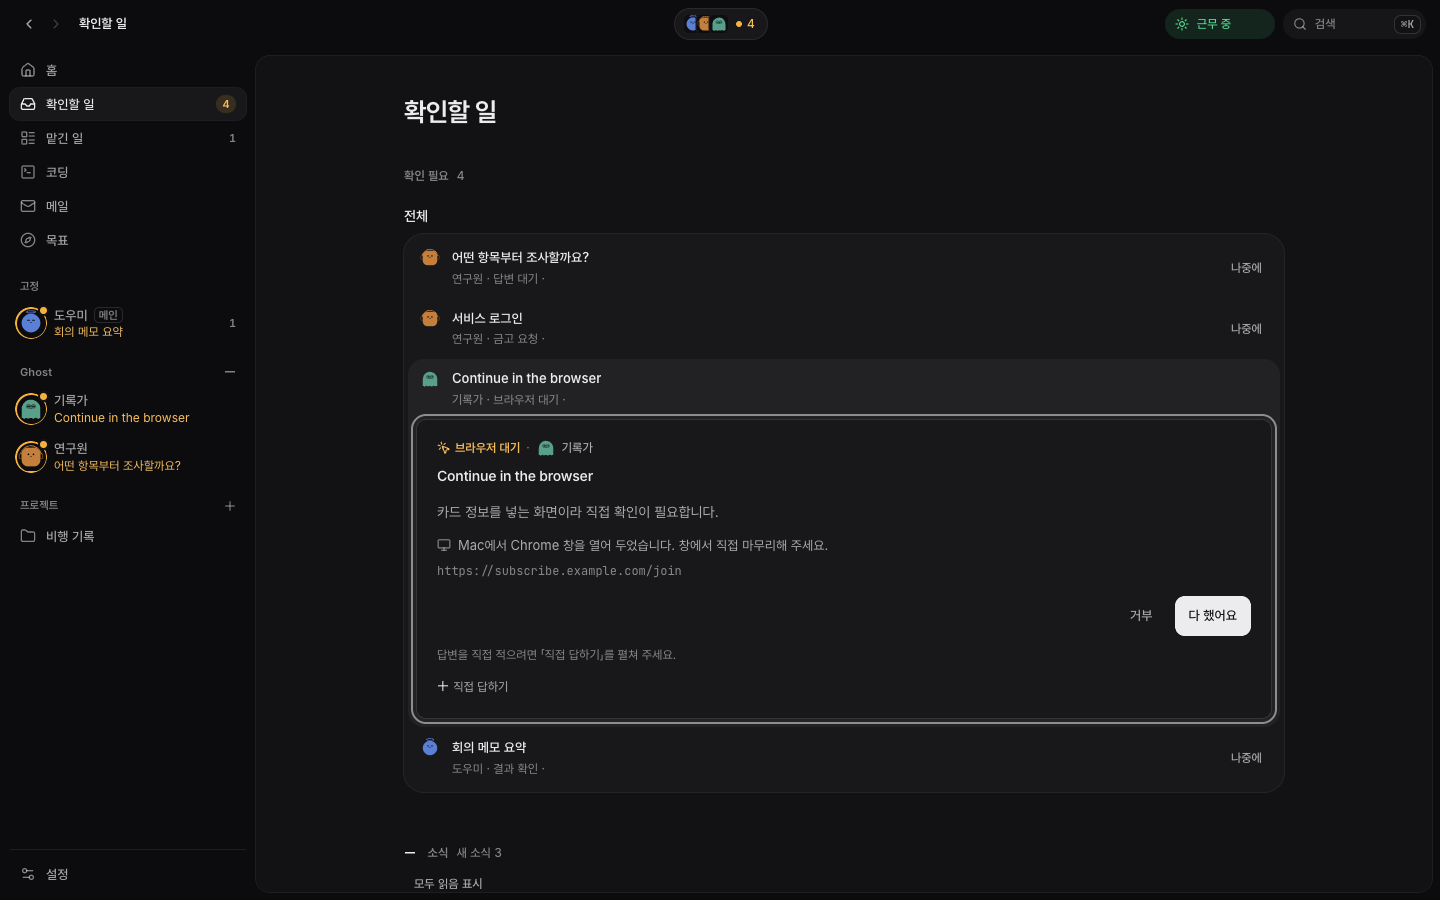 확인할 일
4
근무 중
검색
⌘K
홈
확인할 일
4
맡긴 일
1
코딩
메일
목표
고정
도우미 메인
회의 메모 요약
1
Ghost
기록가
Continue in the browser
연구원
어떤 항목부터 조사할까요?
프로젝트
비행 기록
설정
확인할 일
확인 필요 4
전체
어떤 항목부터 조사할까요?
연구원 · 답변 대기 ·
나중에
서비스 로그인
연구원 · 금고 요청 ·
나중에
Continue in the browser
기록가 · 브라우저 대기 ·
브라우저 대기 · 기록가
Continue in the browser
카드 정보를 넣는 화면이라 직접 확인이 필요합니다.
Mac에서 Chrome 창을 열어 두었습니다. 창에서 직접 마무리해 주세요.
https://subscribe.example.com/join
거부
다 했어요
답변을 직접 적으려면 「직접 답하기」를 펼쳐 주세요.
직접 답하기
회의 메모 요약
도우미 · 결과 확인 ·
나중에
소식 새 소식 3
모두 읽음 표시